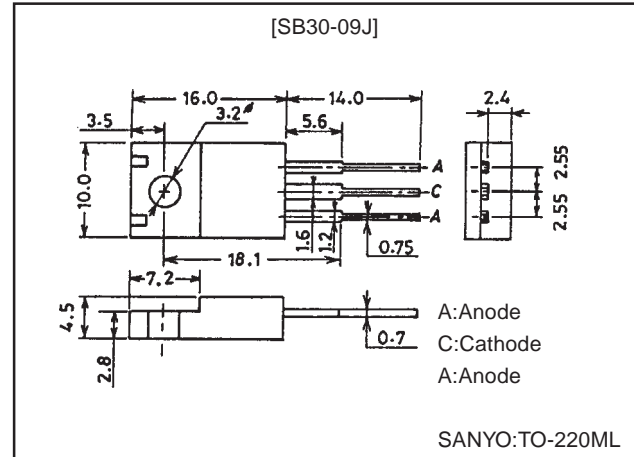 [SB30-09J]
16.0
14.0
3.5
3.2ø
5.6
2.4
10.0
A
C
A
2.55
2.55
1.6
1.2
0.75
18.1
7.2
4.5
2.8
0.7
A:Anode
C:Cathode
A:Anode
SANYO:TO-220ML